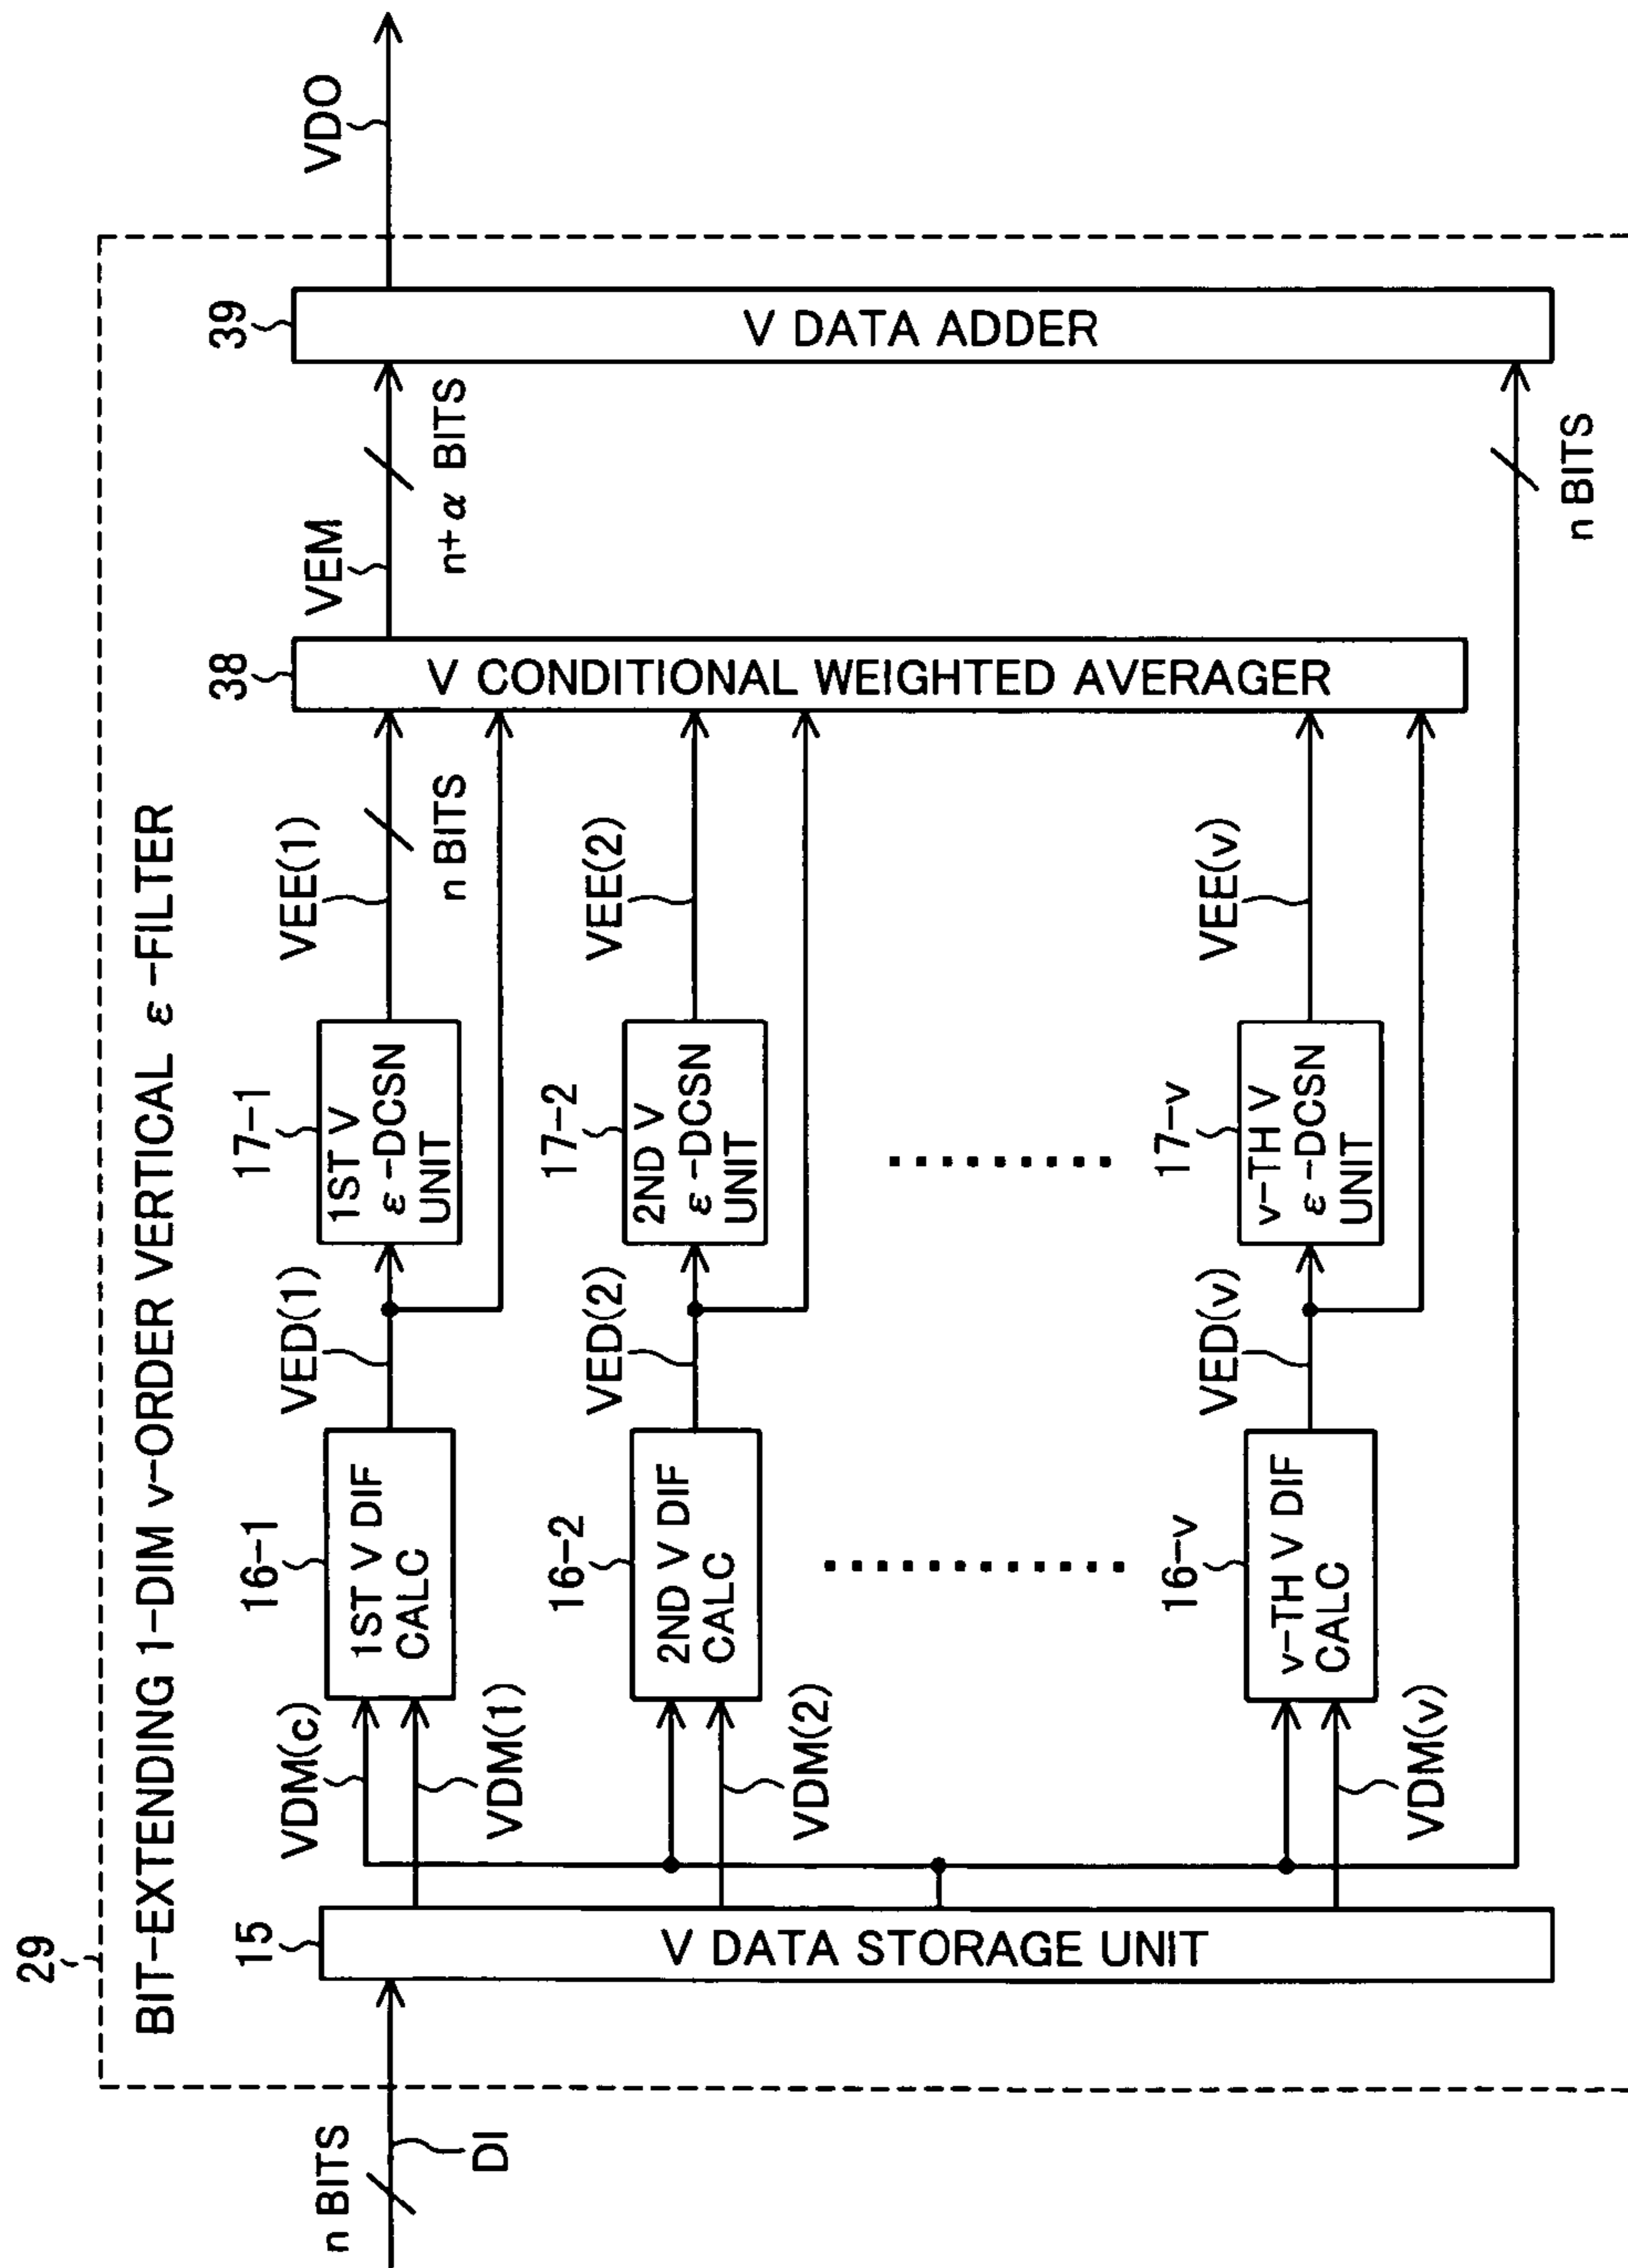 29
BIT-EXTENDING 1-DIM v-ORDER VERTICAL ε-FILTER
n BITS
DI
15
V DATA STORAGE UNIT
VDM(c)
VDM(1)
16-1
1ST V DIF
CALC
VED(1)
17-1
1ST V
ε-DCSN
UNIT
VEE(1)
n BITS
VDM(2)
16-2
2ND V DIF
CALC
VED(2)
17-2
2ND V
ε-DCSN
UNIT
VEE(2)
VDM(v)
16-v
v-TH V DIF
CALC
VED(v)
17-v
v-TH V
ε-DCSN
UNIT
VEE(v)
38
V CONDITIONAL WEIGHTED AVERAGER
VEM
n+α BITS
39
V DATA ADDER
n BITS
VDO